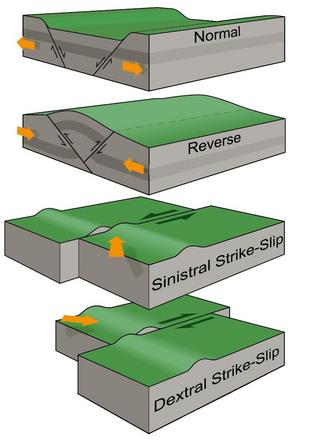 Normal
Reverse
Sinistral Strike-Slip
Dextral Strike-Slip